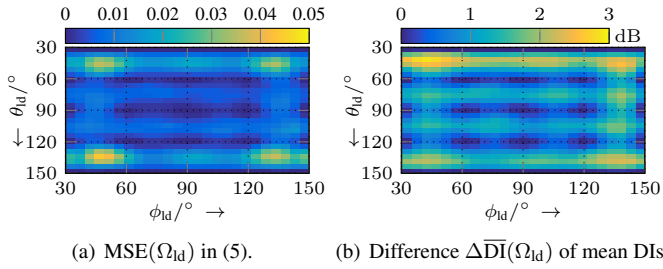 0 0.01 0.02 0.03 0.04 0.05
0 1 2 3
dB
30
60
90
120
150
← θld/°
30 60 90 120 150
ϕld/° →
30
60
90
120
150
← θld/°
30 60 90 120 150
ϕld/° →
(a) MSE(Ωld) in (5).
(b) Difference ΔD̅I̅(Ωld) of mean DIs